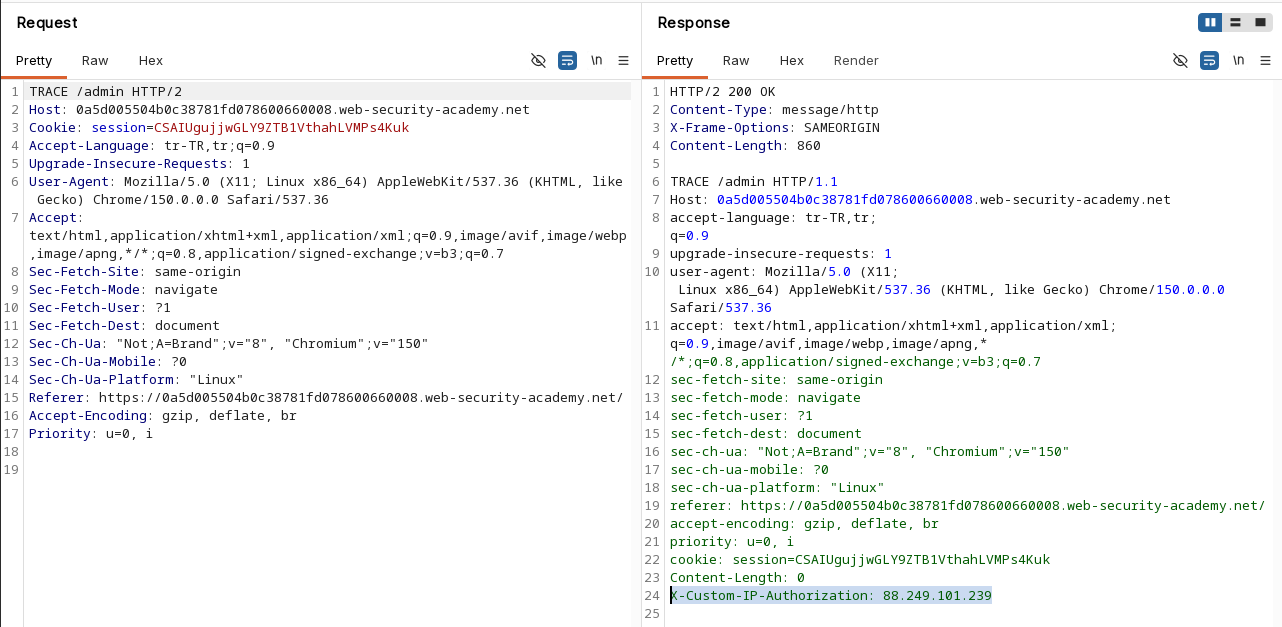 Request
Pretty Raw Hex \n
1 TRACE /admin HTTP/2
2 Host: 0a5d005504b0c38781fd078600660008.web-security-academy.net
3 Cookie: session=CSAIUgujjwGLY9ZTB1VthahLVMPs4Kuk
4 Accept-Language: tr-TR,tr;q=0.9
5 Upgrade-Insecure-Requests: 1
6 User-Agent: Mozilla/5.0 (X11; Linux x86_64) AppleWebKit/537.36 (KHTML, like
Gecko) Chrome/150.0.0.0 Safari/537.36
7 Accept:
text/html,application/xhtml+xml,application/xml;q=0.9,image/avif,image/webp
,image/apng,*/*;q=0.8,application/signed-exchange;v=b3;q=0.7
8 Sec-Fetch-Site: same-origin
9 Sec-Fetch-Mode: navigate
10 Sec-Fetch-User: ?1
11 Sec-Fetch-Dest: document
12 Sec-Ch-Ua: "Not;A=Brand";v="8", "Chromium";v="150"
13 Sec-Ch-Ua-Mobile: ?0
14 Sec-Ch-Ua-Platform: "Linux"
15 Referer: https://0a5d005504b0c38781fd078600660008.web-security-academy.net/
16 Accept-Encoding: gzip, deflate, br
17 Priority: u=0, i
18
19
Response
Pretty Raw Hex Render \n
1 HTTP/2 200 OK
2 Content-Type: message/http
3 X-Frame-Options: SAMEORIGIN
4 Content-Length: 860
5
6 TRACE /admin HTTP/1.1
7 Host: 0a5d005504b0c38781fd078600660008.web-security-academy.net
8 accept-language: tr-TR,tr;
q=0.9
9 upgrade-insecure-requests: 1
10 user-agent: Mozilla/5.0 (X11;
Linux x86_64) AppleWebKit/537.36 (KHTML, like Gecko) Chrome/150.0.0.0
Safari/537.36
11 accept: text/html,application/xhtml+xml,application/xml;
q=0.9,image/avif,image/webp,image/apng,*
/*;q=0.8,application/signed-exchange;v=b3;q=0.7
12 sec-fetch-site: same-origin
13 sec-fetch-mode: navigate
14 sec-fetch-user: ?1
15 sec-fetch-dest: document
16 sec-ch-ua: "Not;A=Brand";v="8", "Chromium";v="150"
17 sec-ch-ua-mobile: ?0
18 sec-ch-ua-platform: "Linux"
19 referer: https://0a5d005504b0c38781fd078600660008.web-security-academy.net/
20 accept-encoding: gzip, deflate, br
21 priority: u=0, i
22 cookie: session=CSAIUgujjwGLY9ZTB1VthahLVMPs4Kuk
23 Content-Length: 0
24 X-Custom-IP-Authorization: 88.249.101.239
25